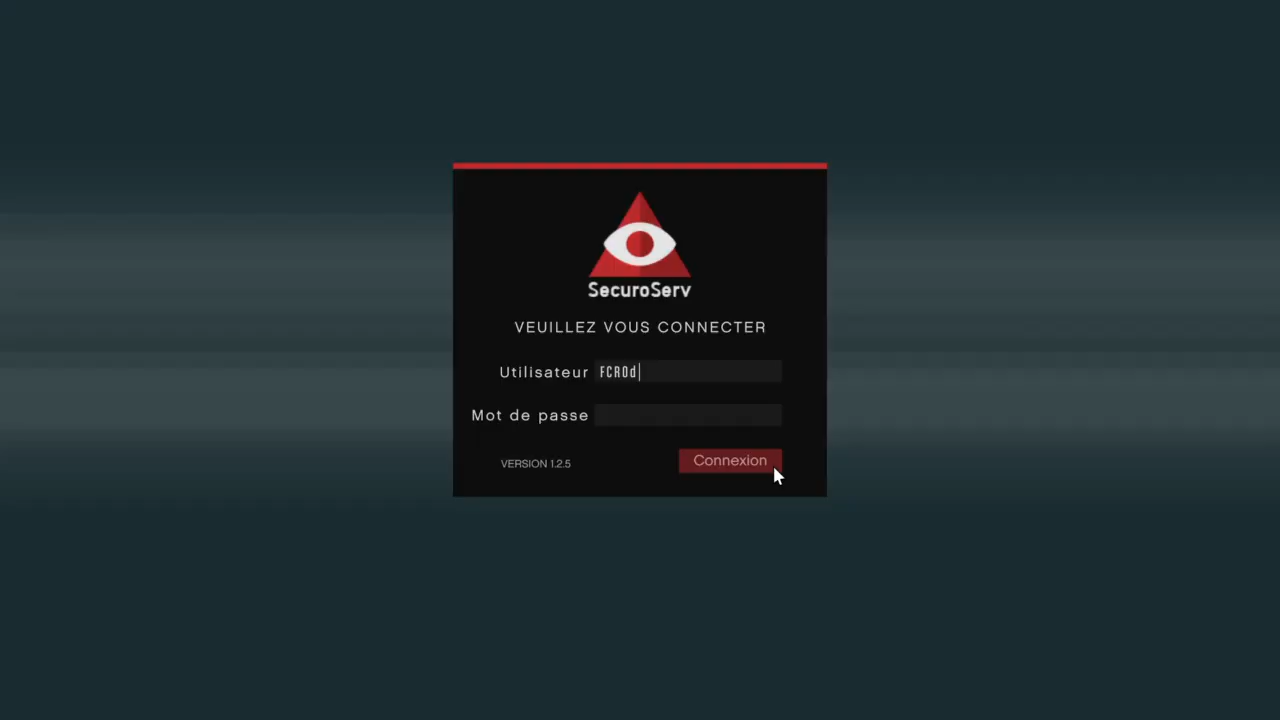 SecuroServ
VEUILLEZ VOUS CONNECTER
Utilisateur FCR0d
Mot de passe
VERSION 1.2.5 Connexion